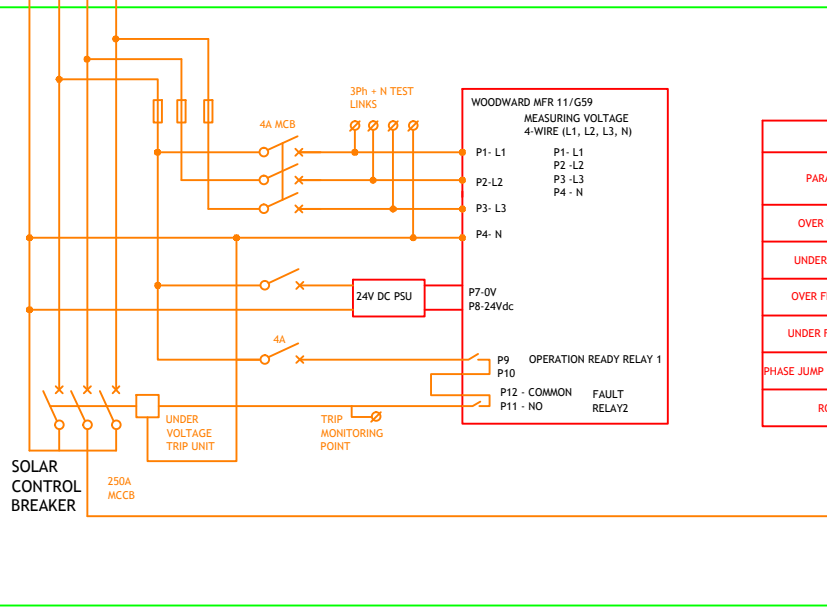 3Ph + N TEST
LINKS
4A MCB
WOODWARD MFR 11/G59
MEASURING VOLTAGE
4-WIRE (L1, L2, L3, N)
P1- L1
P1- L1
P2 -L2
P3 -L3
P4 - N
P2-L2
P3- L3
P4- N
PARA
OVER
UNDER
OVER F
UNDER F
PHASE JUMP
RO
24V DC PSU
P7-0V
P8-24Vdc
4A
P9
OPERATION READY RELAY 1
P10
P12 - COMMON
P11 - NO
FAULT
RELAY2
UNDER
VOLTAGE
TRIP UNIT
TRIP
MONITORING
POINT
SOLAR
CONTROL
BREAKER
250A
MCCB